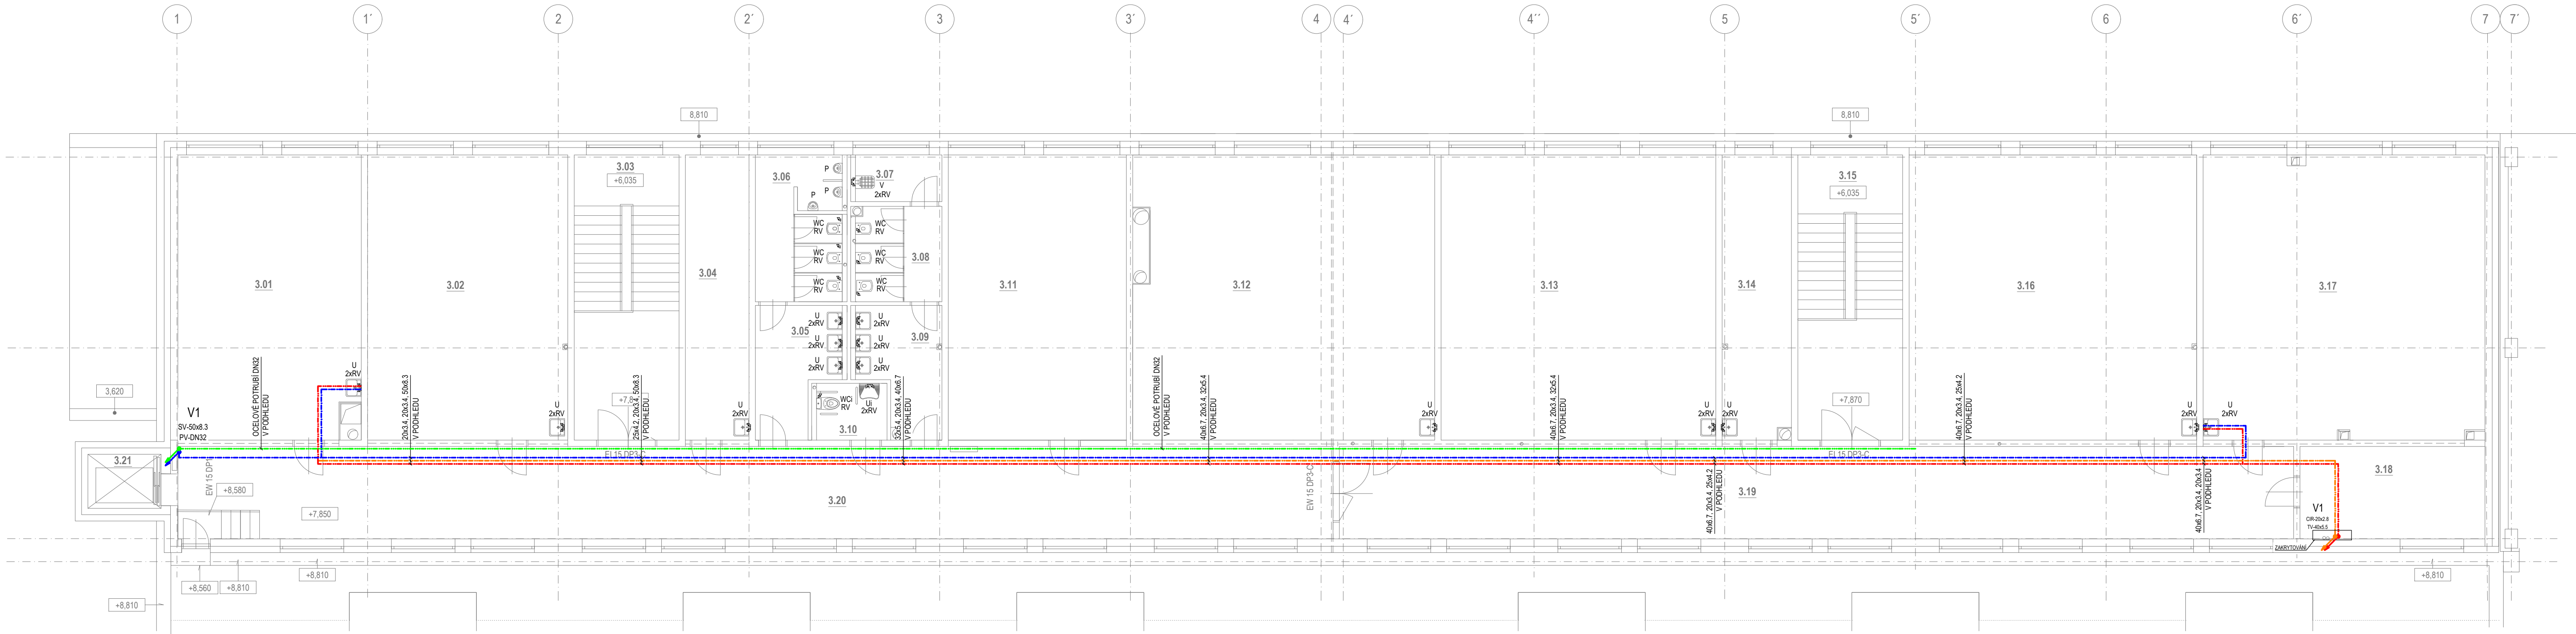 1
1´
2
2´
3
3´
4
4´
4´´
5
5´
6
6´
7
7´
8,810
8,810
3.03
+6,035
3.06
P
P
P
3.07
V
2xRV
3.15
+6,035
WC
RV
WC
RV
WC
RV
WC
RV
WC
RV
WC
RV
3.08
3.01
3.02
3.04
3.11
3.12
3.13
3.14
3.16
3.17
3.05
U
2xRV
U
2xRV
U
2xRV
U
2xRV
U
2xRV
U
2xRV
3.09
3,620
V1
SV-50x8.3
PV-DN32
OCELOVÉ POTRUBÍ DN32
V PODHLEDU
U
2xRV
20x3.4, 20x3.4, 50x8.3
V PODHLEDU
U
2xRV
25x4.2, 20x3.4, 50x8.3
V PODHLEDU
U
2xRV
WCi
RV
Ui
2xRV
3.10
32x5.4, 20x3.4, 40x6.7
V PODHLEDU
OCELOVÉ POTRUBÍ DN32
V PODHLEDU
40x6.7, 20x3.4, 32x5.4
V PODHLEDU
U
2xRV
40x6.7, 20x3.4, 32x5.4
V PODHLEDU
U
2xRV
U
2xRV
+7,870
40x6.7, 20x3.4, 25x4.2
V PODHLEDU
U
2xRV
U
2xRV
EI 15 DP3-C
EI 15 DP3-C
3.21
EW 15 DP
+8,580
+7,850
3.20
EW 15 DP3-C
40x6.7, 20x3.4, 25x4.2
V PODHLEDU
3.19
40x6.7, 20x3.4, 20x3.4
V PODHLEDU
3.18
V1
CIR-20x2.8
TV-40x5.5
ZAKRYTOVÁNÍ
+8,560
+8,810
+8,810
+8,810
+8,810